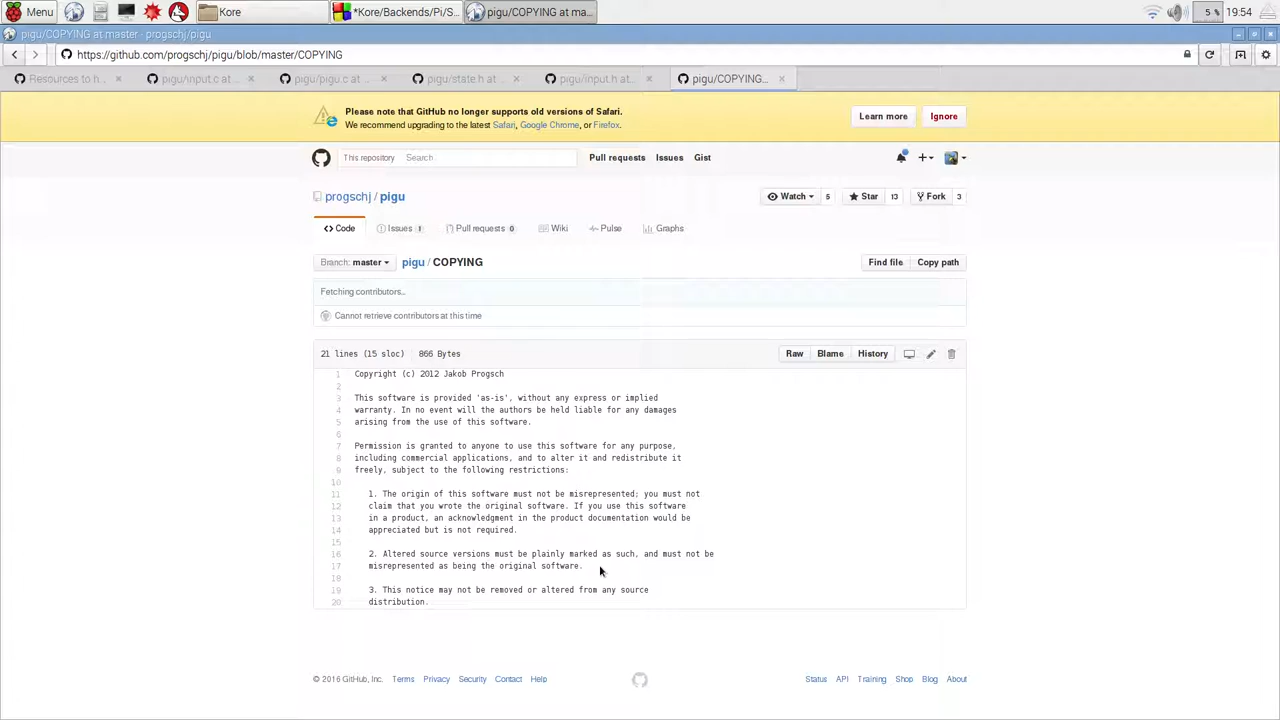 Menu
Kore
*Kore/Backends/Pi/S...
pigu/COPYING at ma...
5 %
19:54
pigu/COPYING at master - progschj/pigu
https://github.com/progschj/pigu/blob/master/COPYING
Resources to h...
pigu/input.c at ...
pigu/pigu.c at ...
pigu/state.h at ...
pigu/input.h at...
pigu/COPYING...
Please note that GitHub no longer supports old versions of Safari.
We recommend upgrading to the latest Safari, Google Chrome, or Firefox.
Learn more
Ignore
This repository
Search
Pull requests
Issues
Gist
progschj / pigu
Watch
5
Star
13
Fork
3
Code
Issues
1
Pull requests
0
Wiki
Pulse
Graphs
Branch: master
pigu / COPYING
Find file
Copy path
Fetching contributors...
Cannot retrieve contributors at this time
21 lines (15 sloc)
866 Bytes
Raw
Blame
History
1 Copyright (c) 2012 Jakob Progsch
2
3 This software is provided 'as-is', without any express or implied
4 warranty. In no event will the authors be held liable for any damages
5 arising from the use of this software.
6
7 Permission is granted to anyone to use this software for any purpose,
8 including commercial applications, and to alter it and redistribute it
9 freely, subject to the following restrictions:
10
11 1. The origin of this software must not be misrepresented; you must not
12 claim that you wrote the original software. If you use this software
13 in a product, an acknowledgment in the product documentation would be
14 appreciated but is not required.
15
16 2. Altered source versions must be plainly marked as such, and must not be
17 misrepresented as being the original software.
18
19 3. This notice may not be removed or altered from any source
20 distribution.
© 2016 GitHub, Inc.
Terms
Privacy
Security
Contact
Help
Status
API
Training
Shop
Blog
About